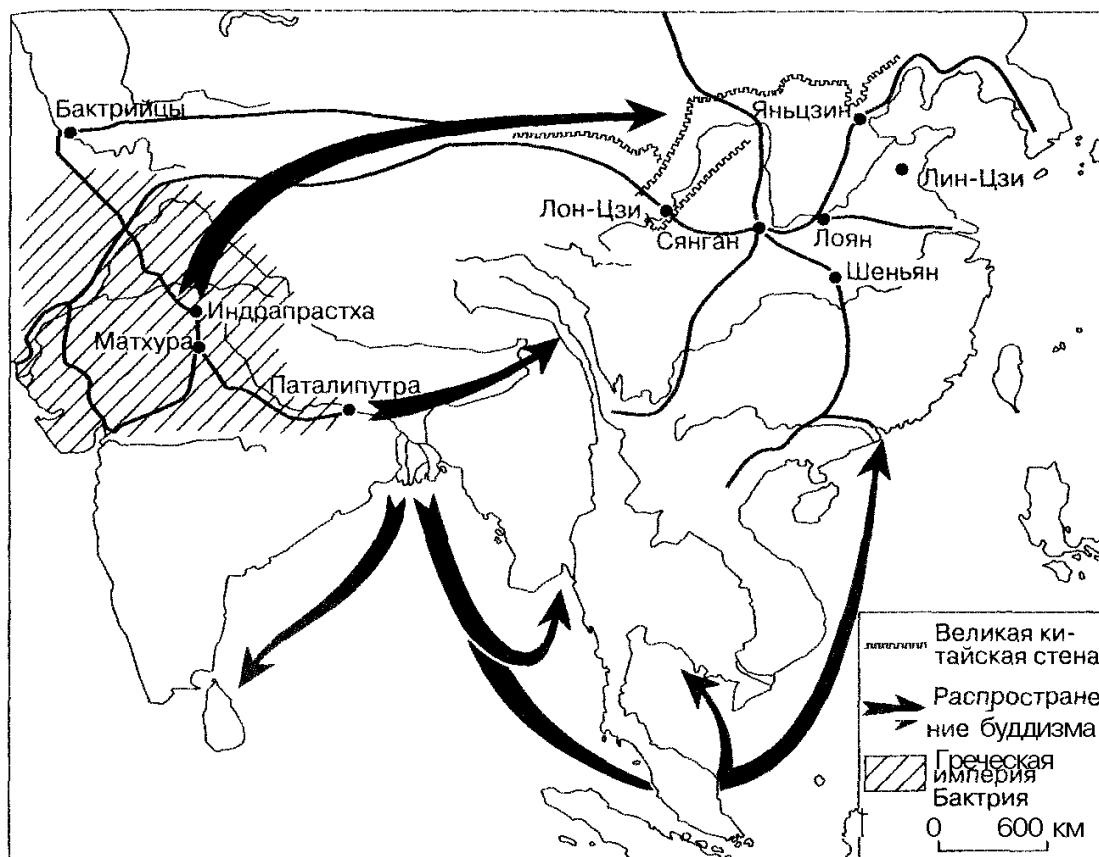 Бактрийцы
Яньцзин
Лин-Цзи
Лон-Цзи
Сянган
Лоян
Шеньян
Индрапрастха
Матхура
Паталипутра
Великая ки-
тайская стена
Распростране
ние буддизма
Греческая
империя
Бактрия
0 600 км